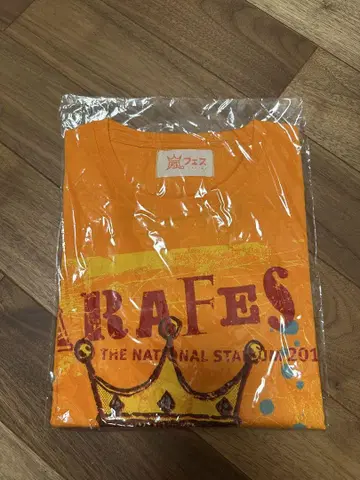 嵐フェス
ARAFES
THE NATIONAL STADIUM 201